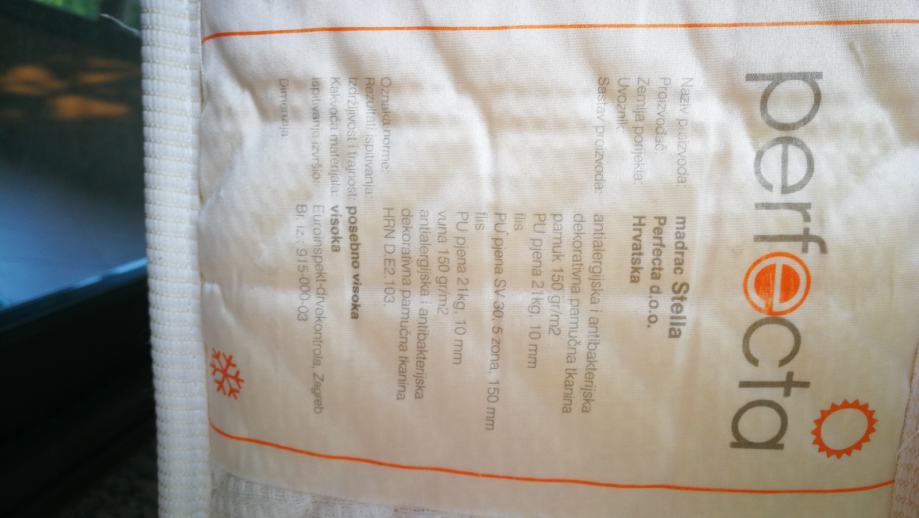 perfecta
Naziv proizvoda: madrac Stella
Proizvođač: Perfecta d.o.o.
Zemlja porijekla: Hrvatska
Uvoznik:
Sastav proizvoda: antialergijska i antibakterijska
dekorativna pamučna tkanina
pamuk 150 gr/m2
PU pjena 21kg, 10 mm
flis
PU pjena SV 30, 5 zona, 150 mm
flis
PU pjena 21kg, 10 mm
vuna 150 gr/m2
antialergijska i antibakterijska
dekorativna pamučna tkanina
Oznaka norme: HRN D.E2.103
Rezultati ispitivanja:
Izdržljivost i trajnost: posebno visoka
Kakvoća materijala: visoka
Ispitivanje izvršio: Euroinspekt-drvokontrola, Zagreb
Br. iz.: 915-000-03
Dimenzija